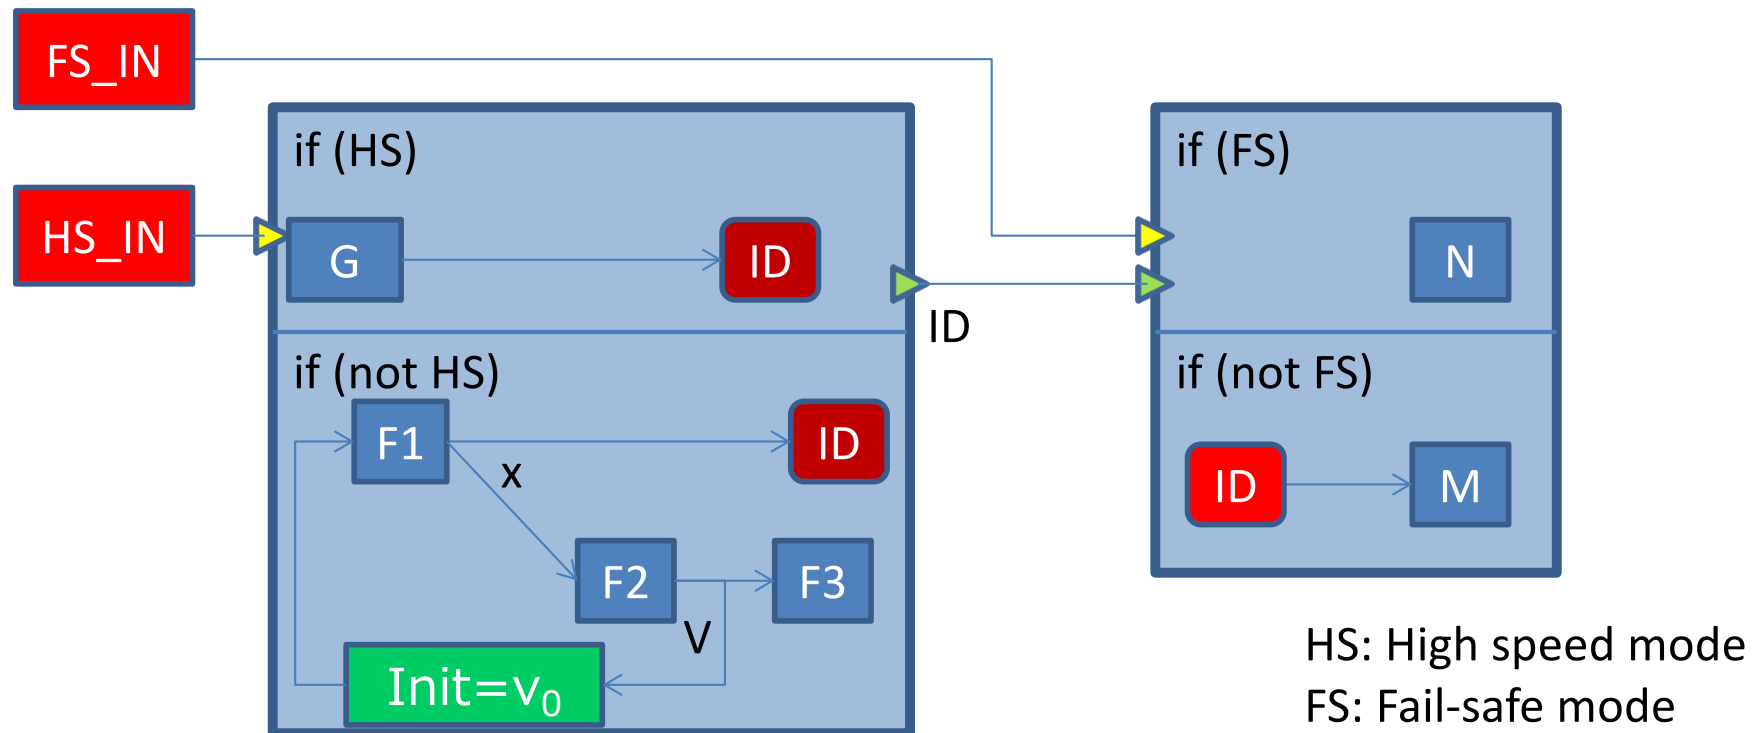 FS_IN
if (HS)
if (FS)
HS_IN
G
ID
N
ID
if (not HS)
if (not FS)
F1
ID
x
ID
M
F2
F3
V
Init=v₀
HS: High speed mode
FS: Fail-safe mode